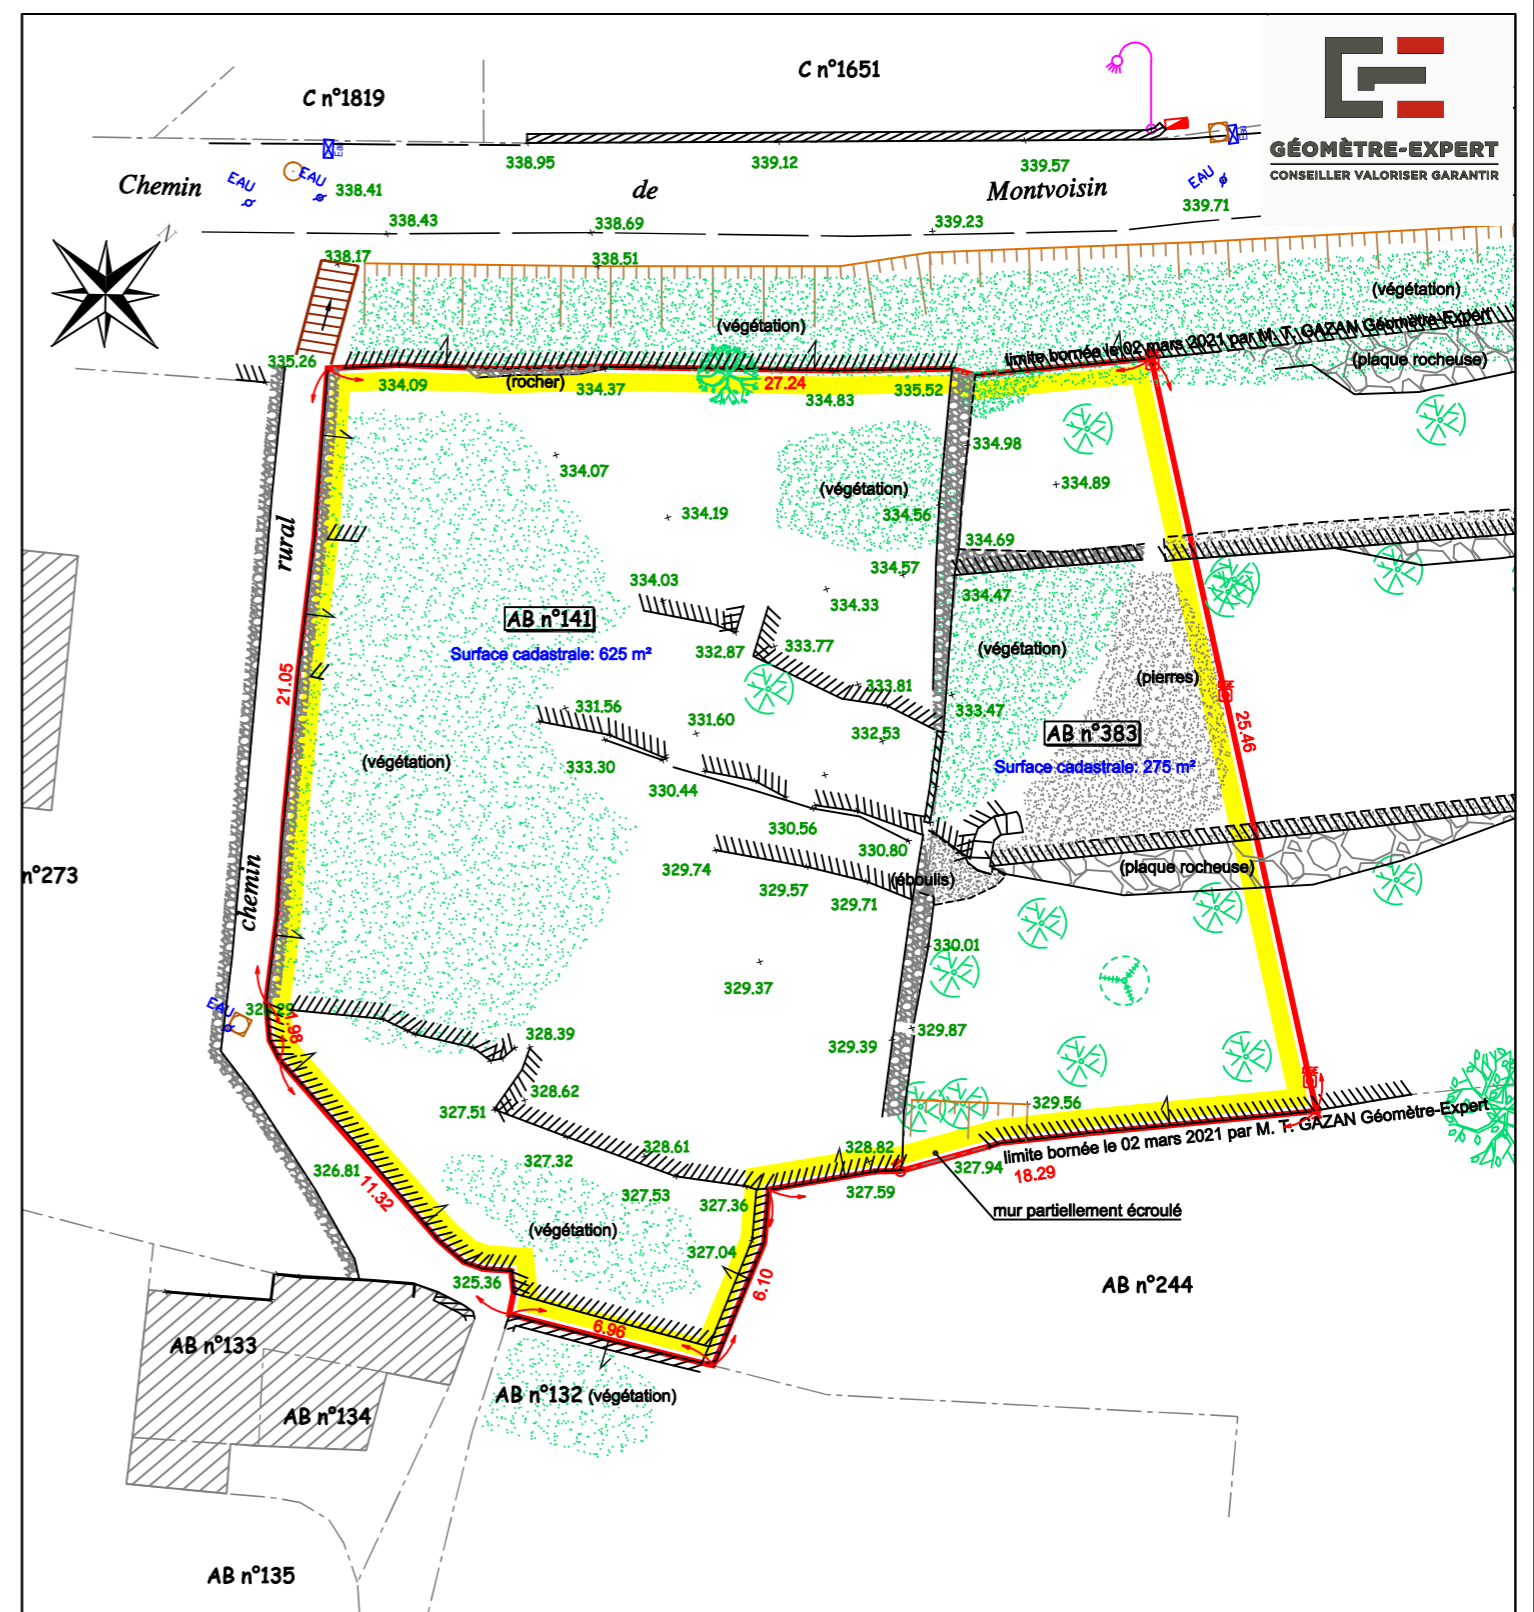 C n°1651
C n°1819
GÉOMÈTRE-EXPERT
CONSEILLER VALORISER GARANTIR
338.95
339.12
339.57
Eau
Eau
Chemin
de
Montvoisin
EAU
EAU
338.41
EAU
339.71
338.43
338.69
339.23
N
338.17
338.51
(végétation)
(végétation)
limite bornée le 02 mars 2021 par M. T. GAZAN Géomètre-Expert
(plaque rocheuse)
335.26
334.09
(rocher)
334.37
27.24
334.83
335.52
334.98
334.07
334.89
(végétation)
334.19
334.56
rural
334.69
334.57
334.03
334.33
334.47
AB n°141
Surface cadastrale: 625 m²
332.87
333.77
(végétation)
(pierres)
21.05
333.81
331.56
331.60
333.47
332.53
AB n°383
25.46
(végétation)
333.30
Surface cadastrale: 275 m²
330.44
330.56
330.80
329.74
329.57
(éboulis)
(plaque rocheuse)
n°273
chemin
329.71
330.01
329.37
EAU
1.98
328.39
329.87
329.39
328.62
327.51
329.56
limite bornée le 02 mars 2021 par M. T. GAZAN Géomètre-Expert
328.61
328.82
326.81
327.32
327.94
18.29
11.32
327.53
327.36
327.59
mur partiellement écroulé
(végétation)
327.04
325.36
6.10
AB n°244
6.96
AB n°133
AB n°132 (végétation)
AB n°134
AB n°135